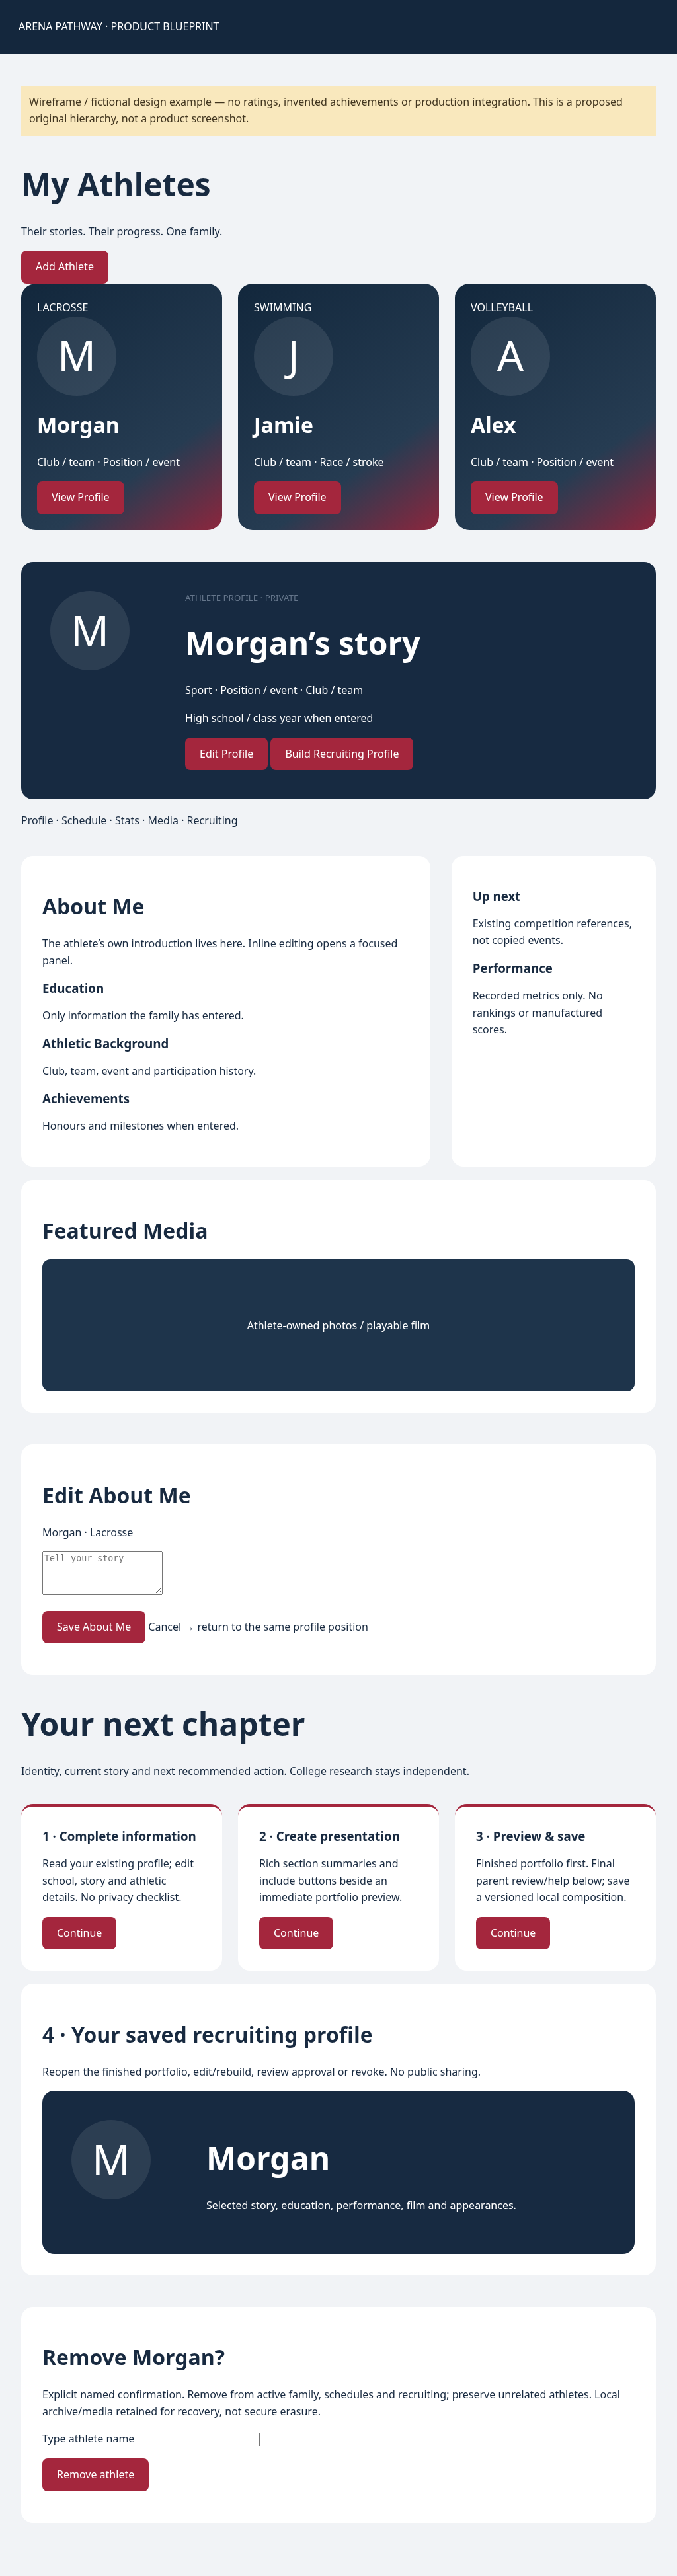 ARENA PATHWAY · PRODUCT BLUEPRINT
Wireframe / fictional design example — no ratings, invented achievements or production integration. This is a proposed
original hierarchy, not a product screenshot.
My Athletes
Their stories. Their progress. One family.
Add Athlete
LACROSSE
M
Morgan
Club / team · Position / event
View Profile
SWIMMING
J
Jamie
Club / team · Race / stroke
View Profile
VOLLEYBALL
A
Alex
Club / team · Position / event
View Profile
M
ATHLETE PROFILE · PRIVATE
Morgan’s story
Sport · Position / event · Club / team
High school / class year when entered
Edit Profile
Build Recruiting Profile
Profile · Schedule · Stats · Media · Recruiting
About Me
The athlete’s own introduction lives here. Inline editing opens a focused
panel.
Education
Only information the family has entered.
Athletic Background
Club, team, event and participation history.
Achievements
Honours and milestones when entered.
Up next
Existing competition references,
not copied events.
Performance
Recorded metrics only. No
rankings or manufactured
scores.
Featured Media
Athlete-owned photos / playable film
Edit About Me
Morgan · Lacrosse
Tell your story
Save About Me
Cancel → return to the same profile position
Your next chapter
Identity, current story and next recommended action. College research stays independent.
1 · Complete information
Read your existing profile; edit
school, story and athletic
details. No privacy checklist.
Continue
2 · Create presentation
Rich section summaries and
include buttons beside an
immediate portfolio preview.
Continue
3 · Preview & save
Finished portfolio first. Final
parent review/help below; save
a versioned local composition.
Continue
4 · Your saved recruiting profile
Reopen the finished portfolio, edit/rebuild, review approval or revoke. No public sharing.
M
Morgan
Selected story, education, performance, film and appearances.
Remove Morgan?
Explicit named confirmation. Remove from active family, schedules and recruiting; preserve unrelated athletes. Local
archive/media retained for recovery, not secure erasure.
Type athlete name
Remove athlete